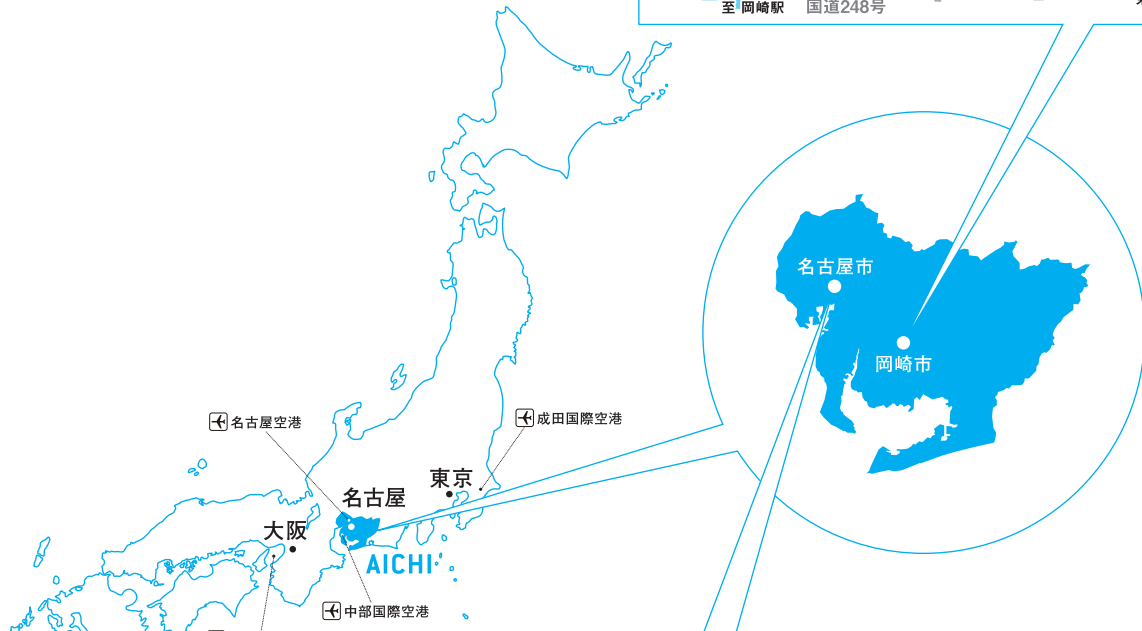 至 岡崎駅
国道248号
名古屋市
岡崎市
名古屋空港
成田国際空港
東京
名古屋
大阪
AICHI
中部国際空港